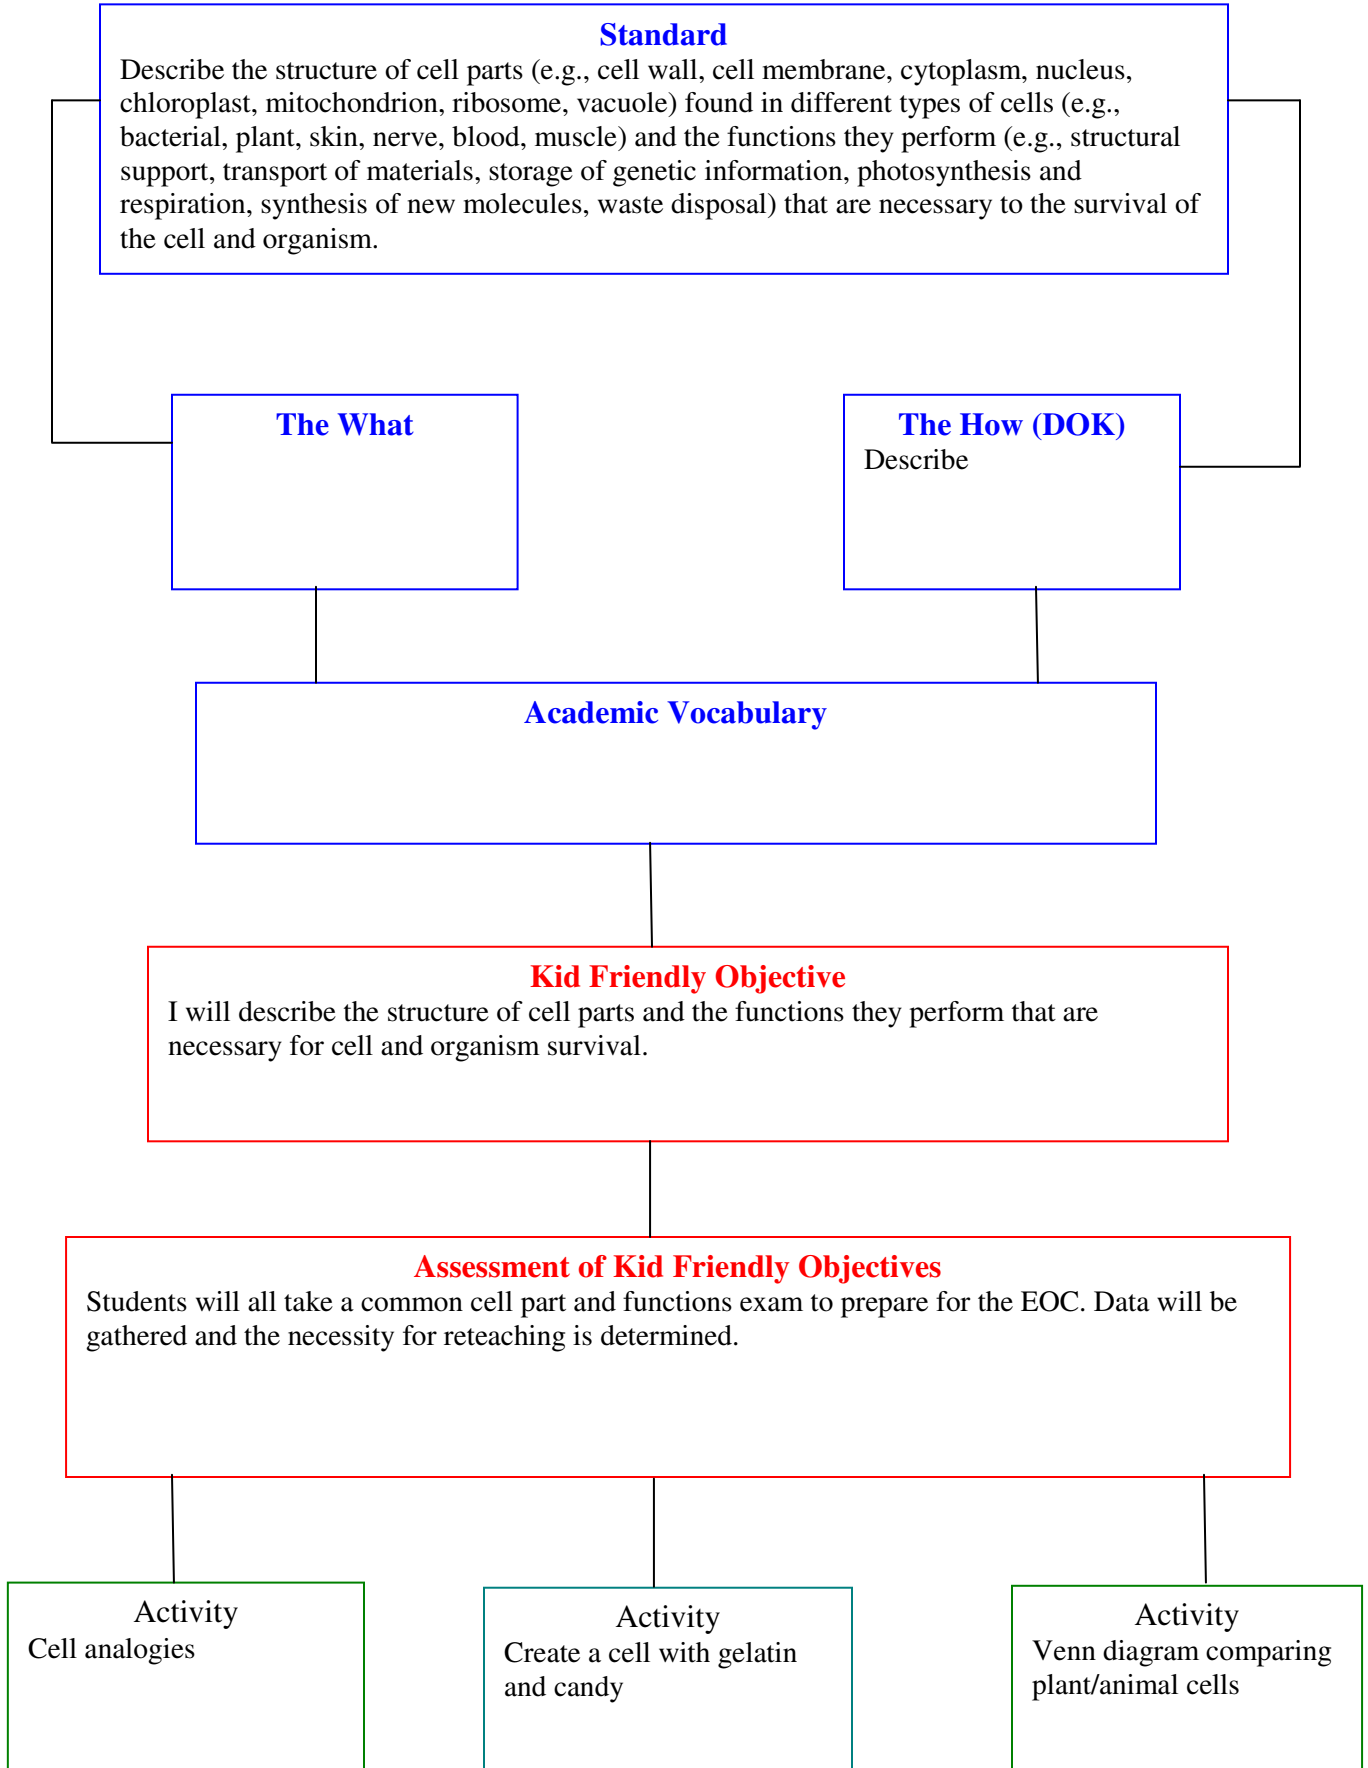 Standard
Describe the structure of cell parts (e.g., cell wall, cell membrane, cytoplasm, nucleus,
chloroplast, mitochondrion, ribosome, vacuole) found in different types of cells (e.g.,
bacterial, plant, skin, nerve, blood, muscle) and the functions they perform (e.g., structural
support, transport of materials, storage of genetic information, photosynthesis and
respiration, synthesis of new molecules, waste disposal) that are necessary to the survival of
the cell and organism.
The What
The How (DOK)
Describe
Academic Vocabulary
Kid Friendly Objective
I will describe the structure of cell parts and the functions they perform that are
necessary for cell and organism survival.
Assessment of Kid Friendly Objectives
Students will all take a common cell part and functions exam to prepare for the EOC. Data will be
gathered and the necessity for reteaching is determined.
Activity
Cell analogies
Activity
Create a cell with gelatin
and candy
Activity
Venn diagram comparing
plant/animal cells